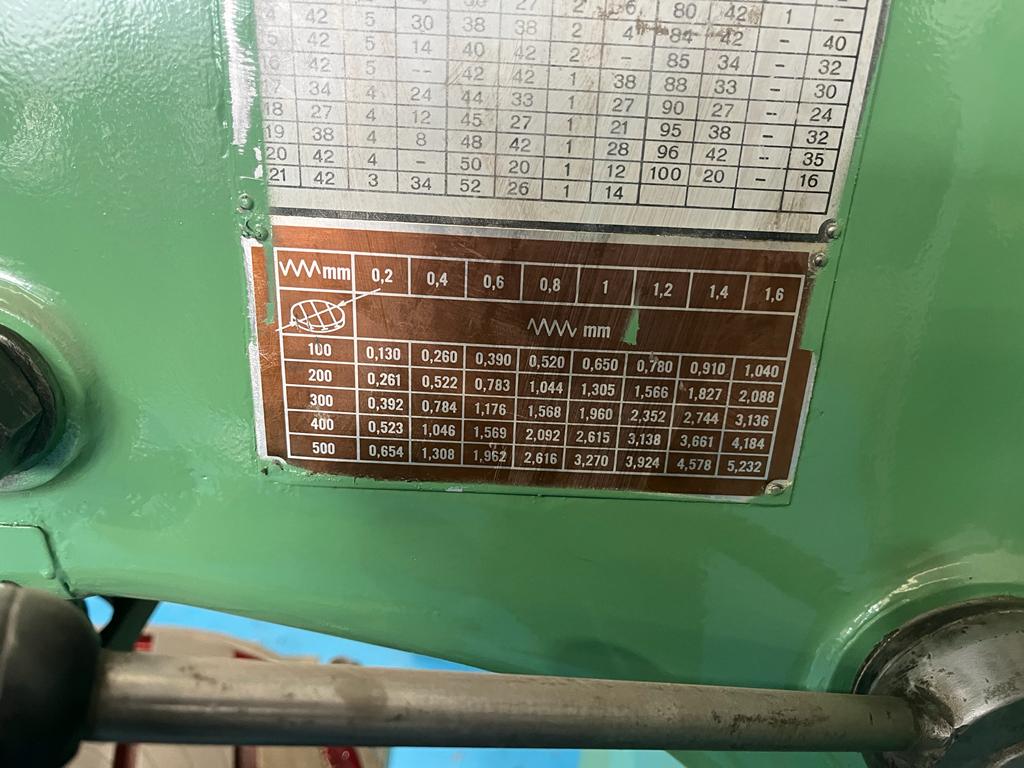 27 2 6 80 42 1 –
4 42 5 30 38 38 2 4 84 42 – 40
5 42 5 14 40 42 2 – 85 34 – 32
6 42 5 -- 42 42 1 38 88 33 – 30
7 34 4 24 44 33 1 27 90 27 – 24
18 27 4 12 45 27 1 21 95 38 -- 32
19 38 4 8 48 42 1 28 96 42 -- 35
20 42 4 – 50 20 1 12 100 20 – 16
21 42 3 34 52 26 1 14
mm 0,2 0,4 0,6 0,8 1 1,2 1,4 1,6
mm
100 0,130 0,260 0,390 0,520 0,650 0,780 0,910 1,040
200 0,261 0,522 0,783 1,044 1,305 1,566 1,827 2,088
300 0,392 0,784 1,176 1,568 1,960 2,352 2,744 3,136
400 0,523 1,046 1,569 2,092 2,615 3,138 3,661 4,184
500 0,654 1,308 1,962 2,616 3,270 3,924 4,578 5,232